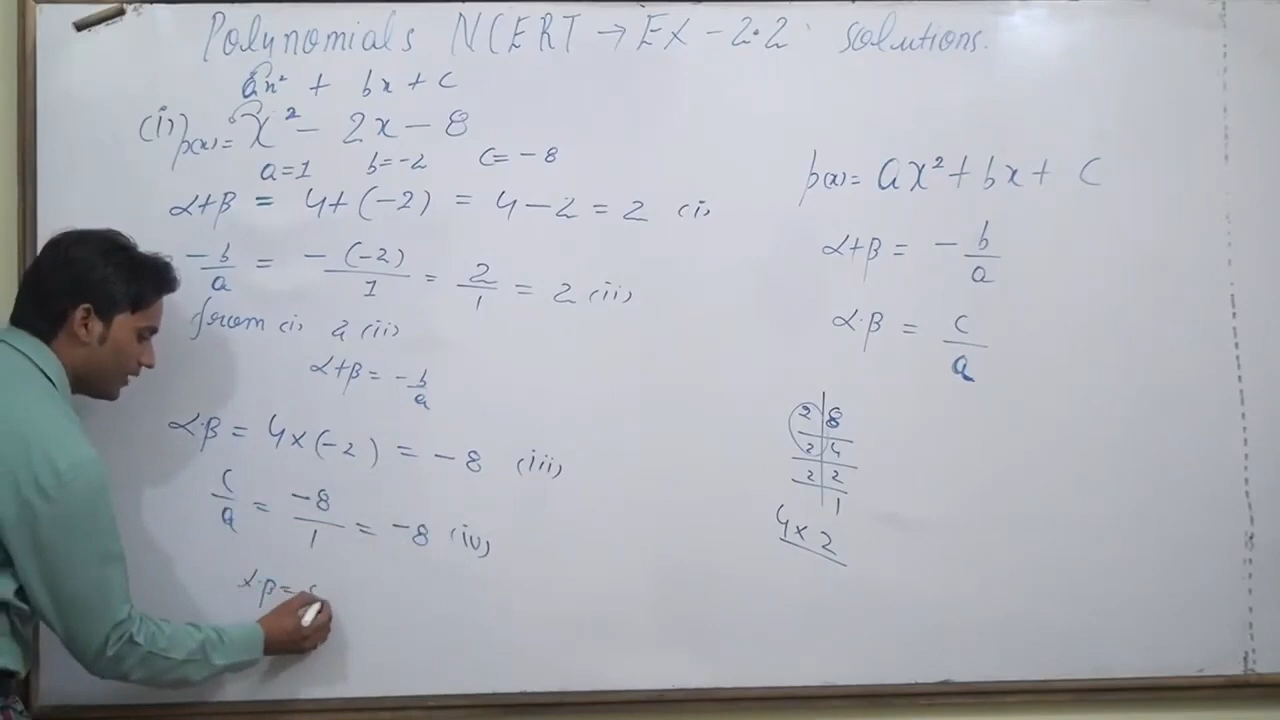 Polynomials NCERT → EX - 2.2 solutions.
ax² + bx + c
(i) p(x) = x² - 2x - 8
a=1 b=-2 c=-8
α+β = 4+(-2) = 4-2 = 2 (i)
-b/a = -(-2)/1 = 2/1 = 2 (ii)
from (i) & (ii)
α+β = -b/a
α·β = 4×(-2) = -8 (iii)
c/a = -8/1 = -8 (iv)
α·β =
p(x) = ax² + bx + c
α+β = -b/a
α·β = c/a
2 | 8
2 | 4
2 | 2
1
4×2